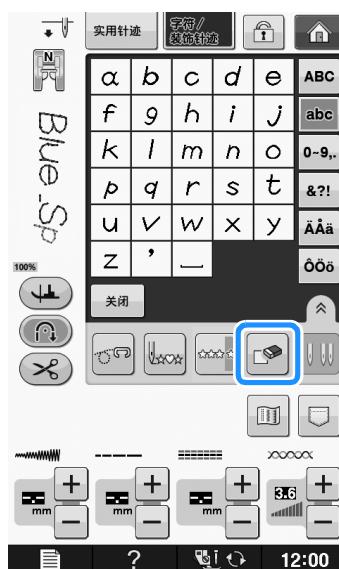 实用针迹
字符/
装饰针迹
N
a b c d e ABC
f g h i j abc
k l m n o 0~9,.
p q r s t &?!
u v w x y ÄÅä
z ’ _ ÔÖö
Blue_Sp
100%
关闭
mm
mm
mm
3.6
?
12:00